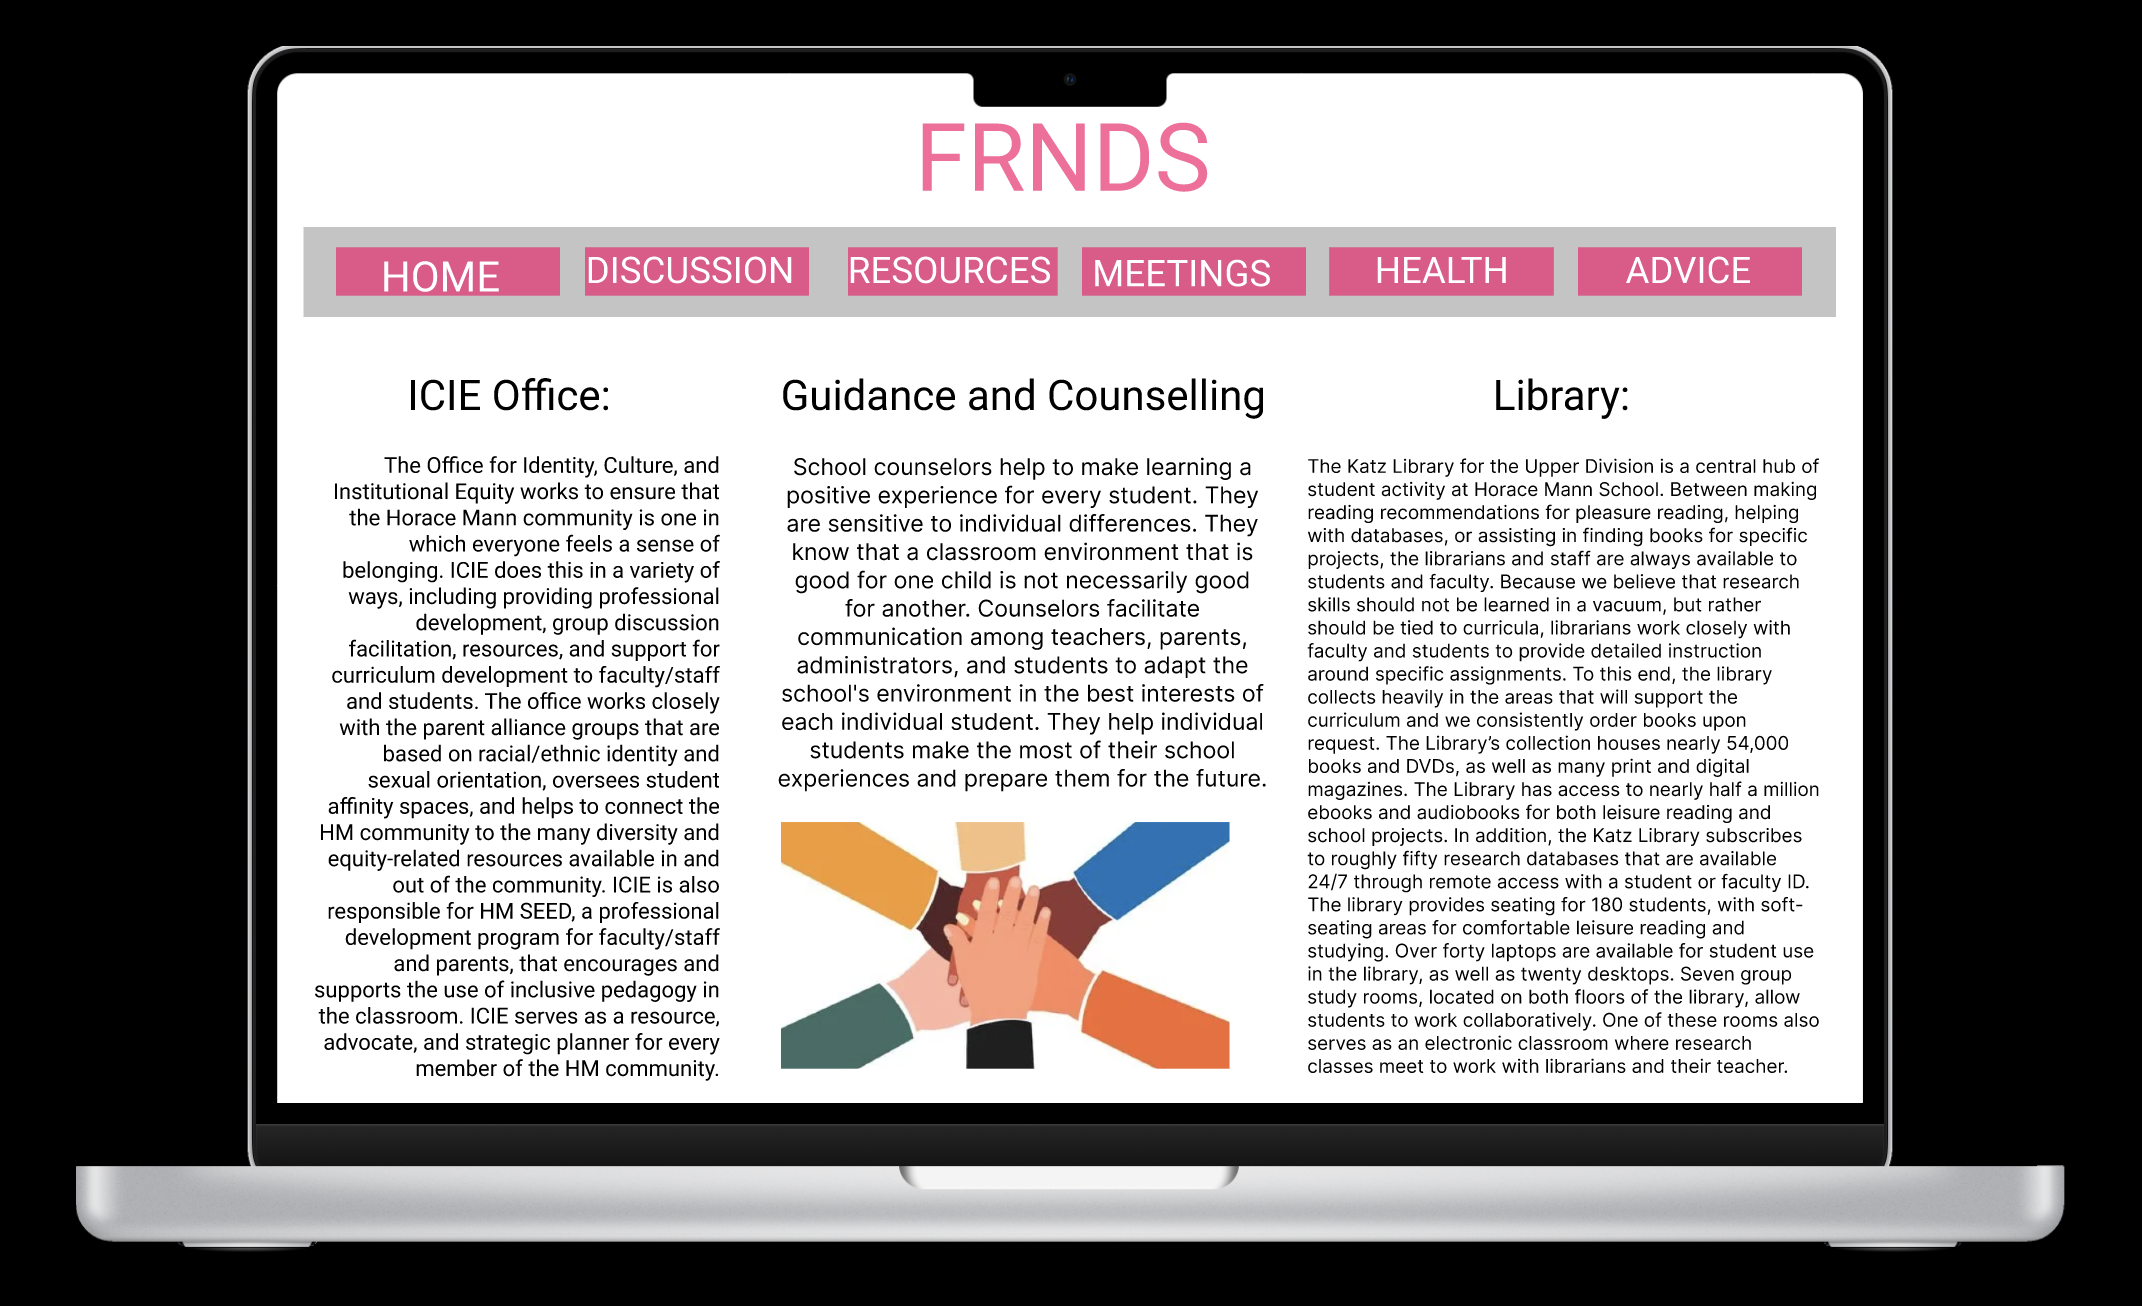 FRNDS
HOME
DISCUSSION
RESOURCES
MEETINGS
HEALTH
ADVICE
ICIE Office:
The Office for Identity, Culture, and
Institutional Equity works to ensure that
the Horace Mann community is one in
which everyone feels a sense of
belonging. ICIE does this in a variety of
ways, including providing professional
development, group discussion
facilitation, resources, and support for
curriculum development to faculty/staff
and students. The office works closely
with the parent alliance groups that are
based on racial/ethnic identity and
sexual orientation, oversees student
affinity spaces, and helps to connect the
HM community to the many diversity and
equity-related resources available in and
out of the community. ICIE is also
responsible for HM SEED, a professional
development program for faculty/staff
and parents, that encourages and
supports the use of inclusive pedagogy in
the classroom. ICIE serves as a resource,
advocate, and strategic planner for every
member of the HM community.
Guidance and Counselling
School counselors help to make learning a
positive experience for every student. They
are sensitive to individual differences. They
know that a classroom environment that is
good for one child is not necessarily good
for another. Counselors facilitate
communication among teachers, parents,
administrators, and students to adapt the
school's environment in the best interests of
each individual student. They help individual
students make the most of their school
experiences and prepare them for the future.
Library:
The Katz Library for the Upper Division is a central hub of
student activity at Horace Mann School. Between making
reading recommendations for pleasure reading, helping
with databases, or assisting in finding books for specific
projects, the librarians and staff are always available to
students and faculty. Because we believe that research
skills should not be learned in a vacuum, but rather
should be tied to curricula, librarians work closely with
faculty and students to provide detailed instruction
around specific assignments. To this end, the library
collects heavily in the areas that will support the
curriculum and we consistently order books upon
request. The Library’s collection houses nearly 54,000
books and DVDs, as well as many print and digital
magazines. The Library has access to nearly half a million
ebooks and audiobooks for both leisure reading and
school projects. In addition, the Katz Library subscribes
to roughly fifty research databases that are available
24/7 through remote access with a student or faculty ID.
The library provides seating for 180 students, with soft-
seating areas for comfortable leisure reading and
studying. Over forty laptops are available for student use
in the library, as well as twenty desktops. Seven group
study rooms, located on both floors of the library, allow
students to work collaboratively. One of these rooms also
serves as an electronic classroom where research
classes meet to work with librarians and their teacher.